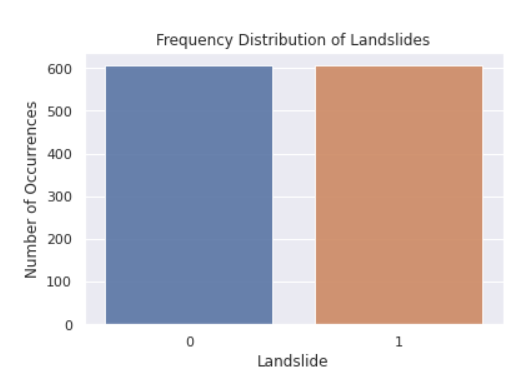 Frequency Distribution of Landslides
600
500
400
300
200
100
0
Number of Occurrences
0 1
Landslide